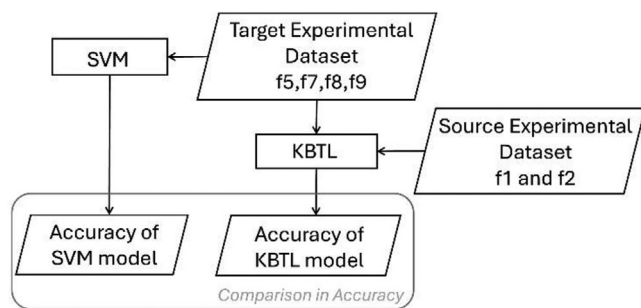 Target Experimental
Dataset
f5,f7,f8,f9
SVM
KBTL
Source Experimental
Dataset
f1 and f2
Accuracy of
SVM model
Accuracy of
KBTL model
Comparison in Accuracy